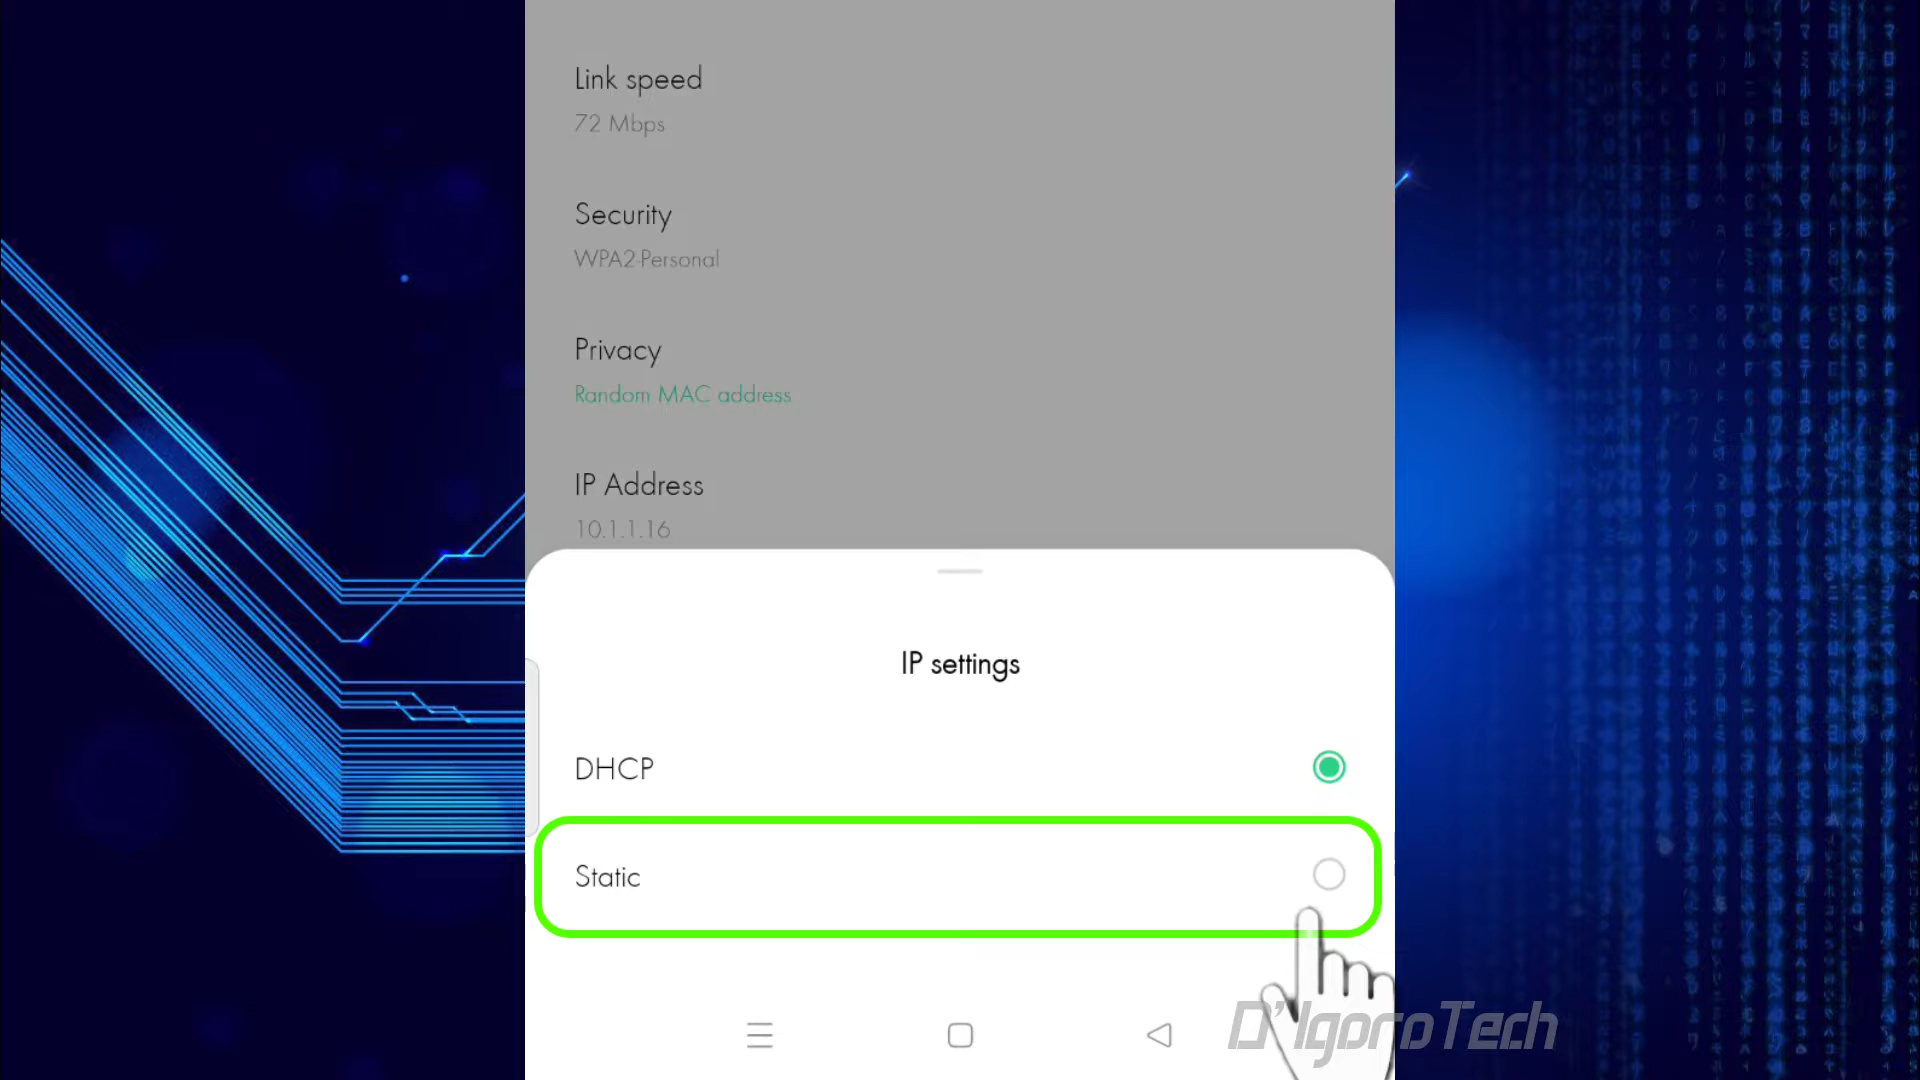 Link speed
72 Mbps
Security
WPA2-Personal
Privacy
Random MAC address
IP Address
10.1.1.16
IP settings
DHCP
Static
D'IgoroTech